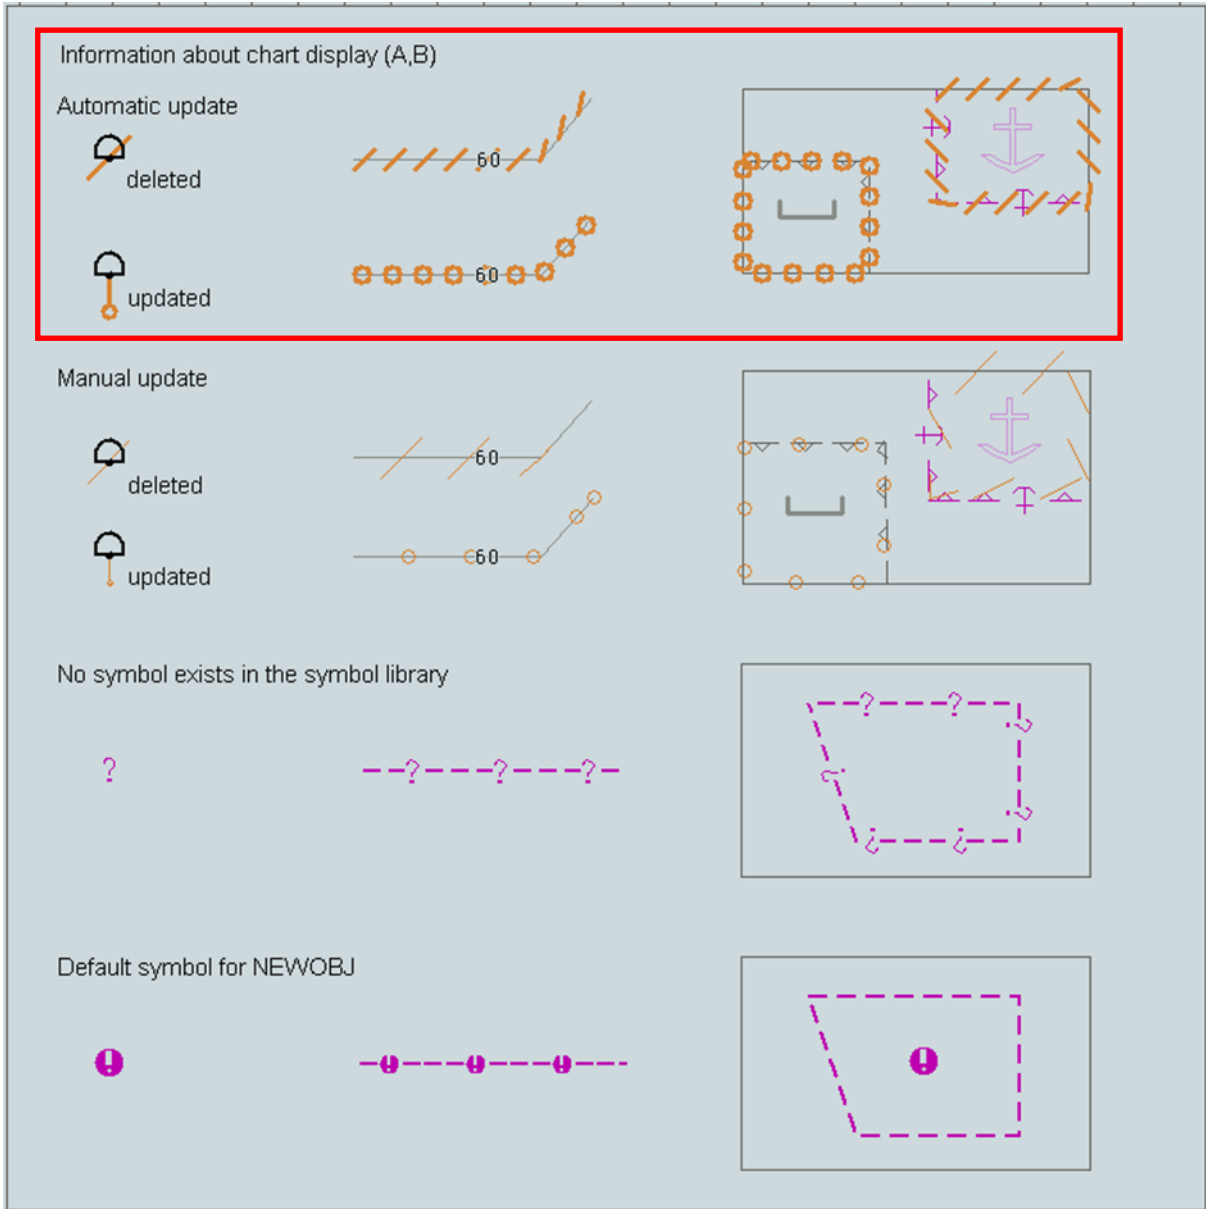 Information about chart display (A,B)
Automatic update
60
deleted
60
updated
Manual update
60
deleted
60
updated
No symbol exists in the symbol library
?
? ? ?
? ? ? ? ? ? ?
Default symbol for NEWOBJ
! ! ! ! !